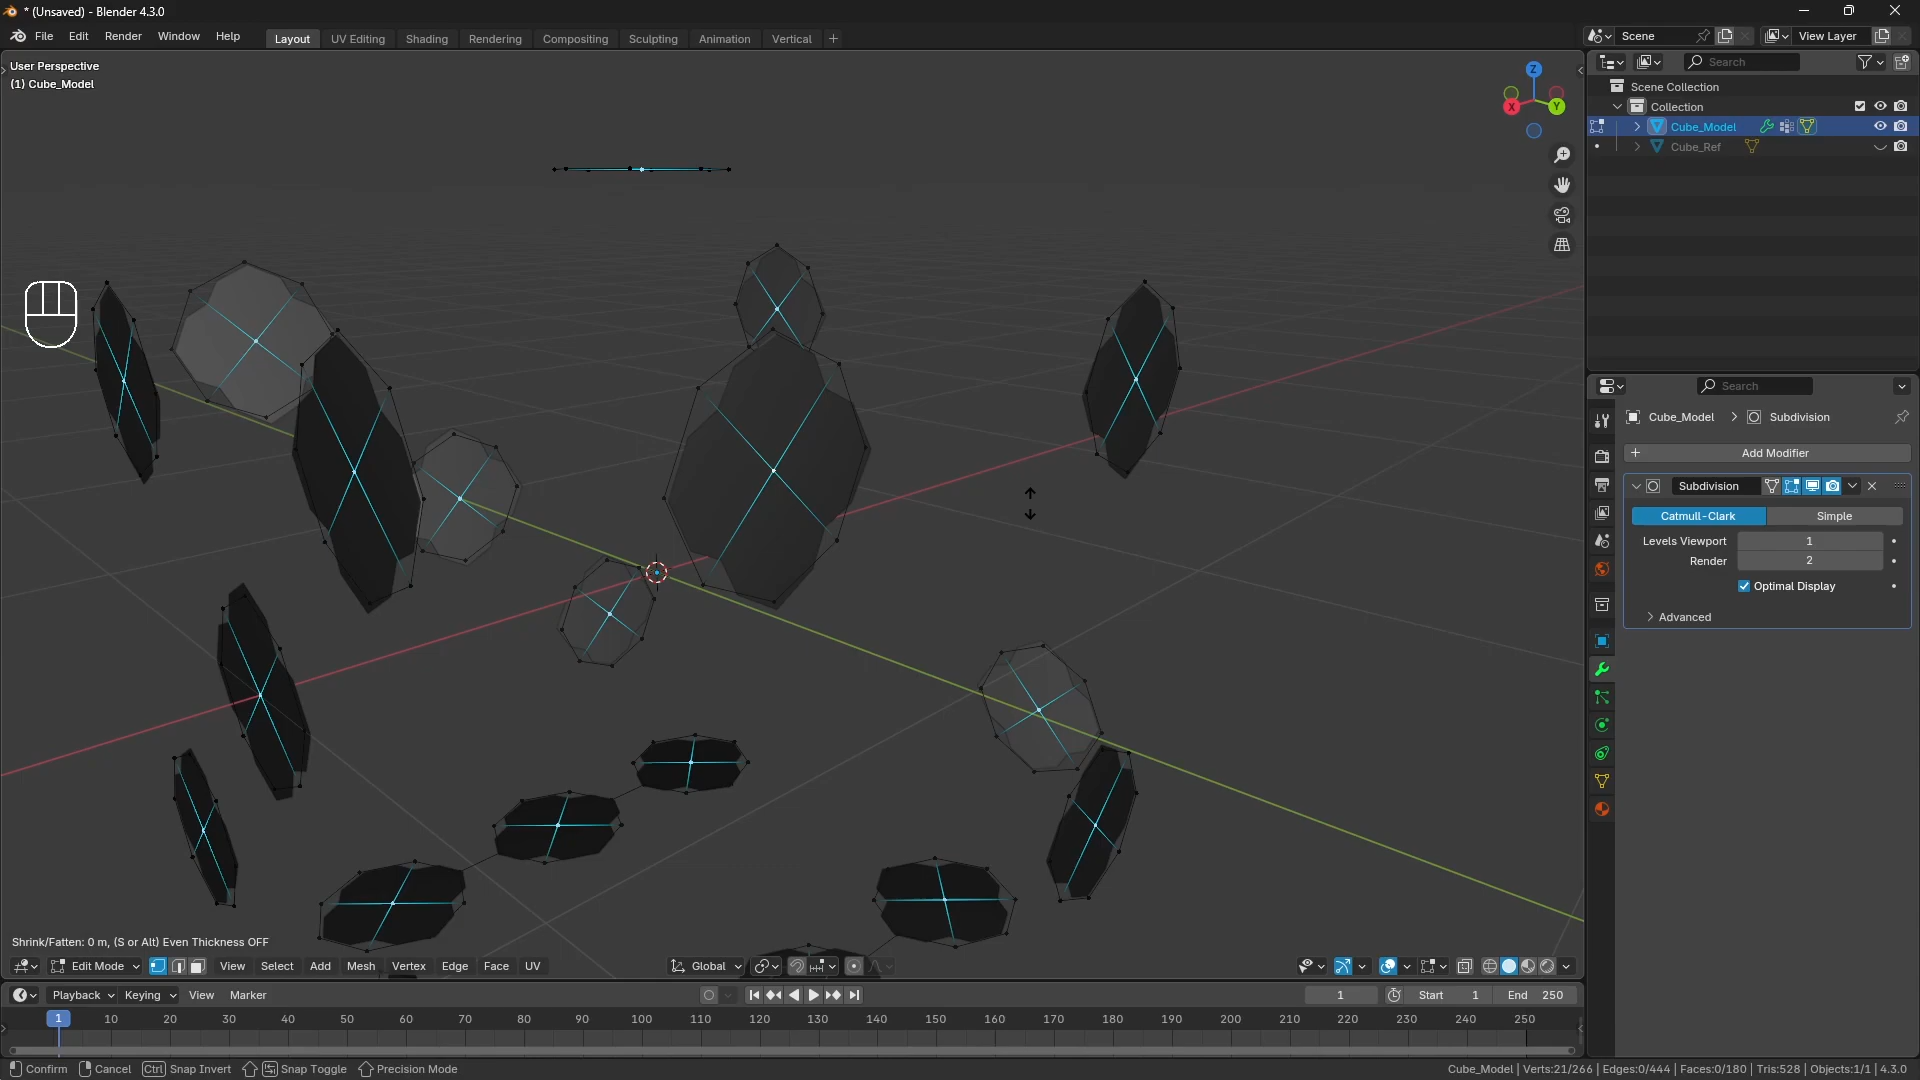 * (Unsaved) - Blender 4.3.0
File Edit Render Window Help
Layout UV Editing Shading Rendering Compositing Sculpting Animation Vertical +
Scene
View Layer
User Perspective
(1) Cube_Model
Z
X
Y
Search
Scene Collection
Collection
Cube_Model
Cube_Ref
Search
Cube_Model > Subdivision
+ Add Modifier
Subdivision
Catmull-Clark Simple
Levels Viewport 1
Render 2
Optimal Display
Advanced
Shrink/Fatten: 0 m, (S or Alt) Even Thickness OFF
Edit Mode View Select Add Mesh Vertex Edge Face UV
Global
Playback Keying View Marker
1
Start 1
End 250
1 10 20 30 40 50 60 70 80 90 100 110 120 130 140 150 160 170 180 190 200 210 220 230 240 250
Confirm Cancel Ctrl Snap Invert Snap Toggle Precision Mode
Cube_Model | Verts:21/266 | Edges:0/444 | Faces:0/180 | Tris:528 | Objects:1/1 | 4.3.0